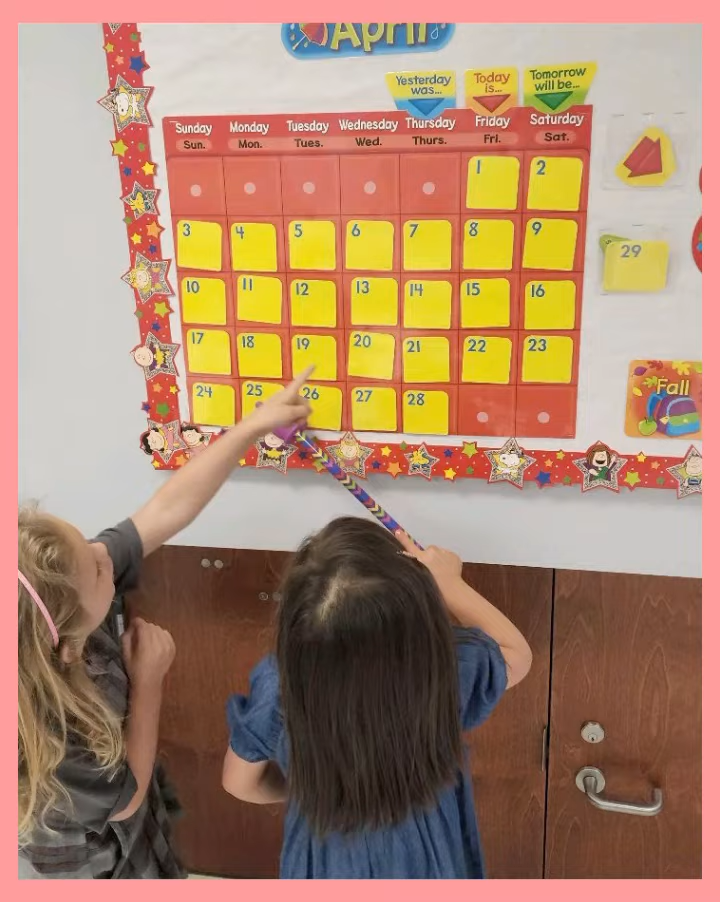 April
Yesterday Today Tomorrow
was... is... will be...
Sunday Monday Tuesday Wednesday Thursday Friday Saturday
Sun. Mon. Tues. Wed. Thurs. Fri. Sat.
1 2
3 4 5 6 7 8 9
10 11 12 13 14 15 16
29
17 18 19 20 21 22 23
24 25 26 27 28
Fall